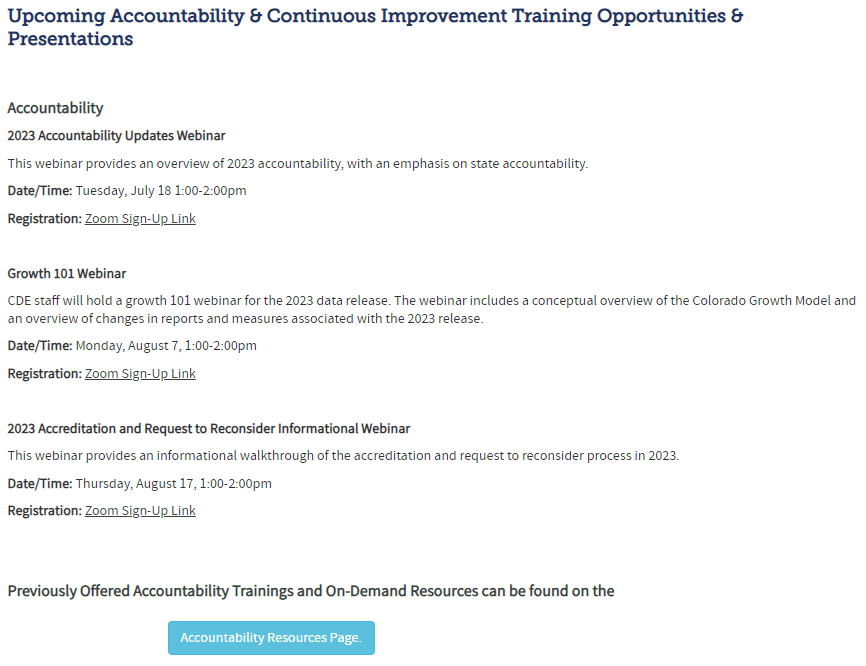 Upcoming Accountability & Continuous Improvement Training Opportunities &
Presentations
Accountability
2023 Accountability Updates Webinar
This webinar provides an overview of 2023 accountability, with an emphasis on state accountability.
Date/Time: Tuesday, July 18 1:00-2:00pm
Registration: Zoom Sign-Up Link
Growth 101 Webinar
CDE staff will hold a growth 101 webinar for the 2023 data release. The webinar includes a conceptual overview of the Colorado Growth Model and
an overview of changes in reports and measures associated with the 2023 release.
Date/Time: Monday, August 7, 1:00-2:00pm
Registration: Zoom Sign-Up Link
2023 Accreditation and Request to Reconsider Informational Webinar
This webinar provides an informational walkthrough of the accreditation and request to reconsider process in 2023.
Date/Time: Thursday, August 17, 1:00-2:00pm
Registration: Zoom Sign-Up Link
Previously Offered Accountability Trainings and On-Demand Resources can be found on the
Accountability Resources Page.